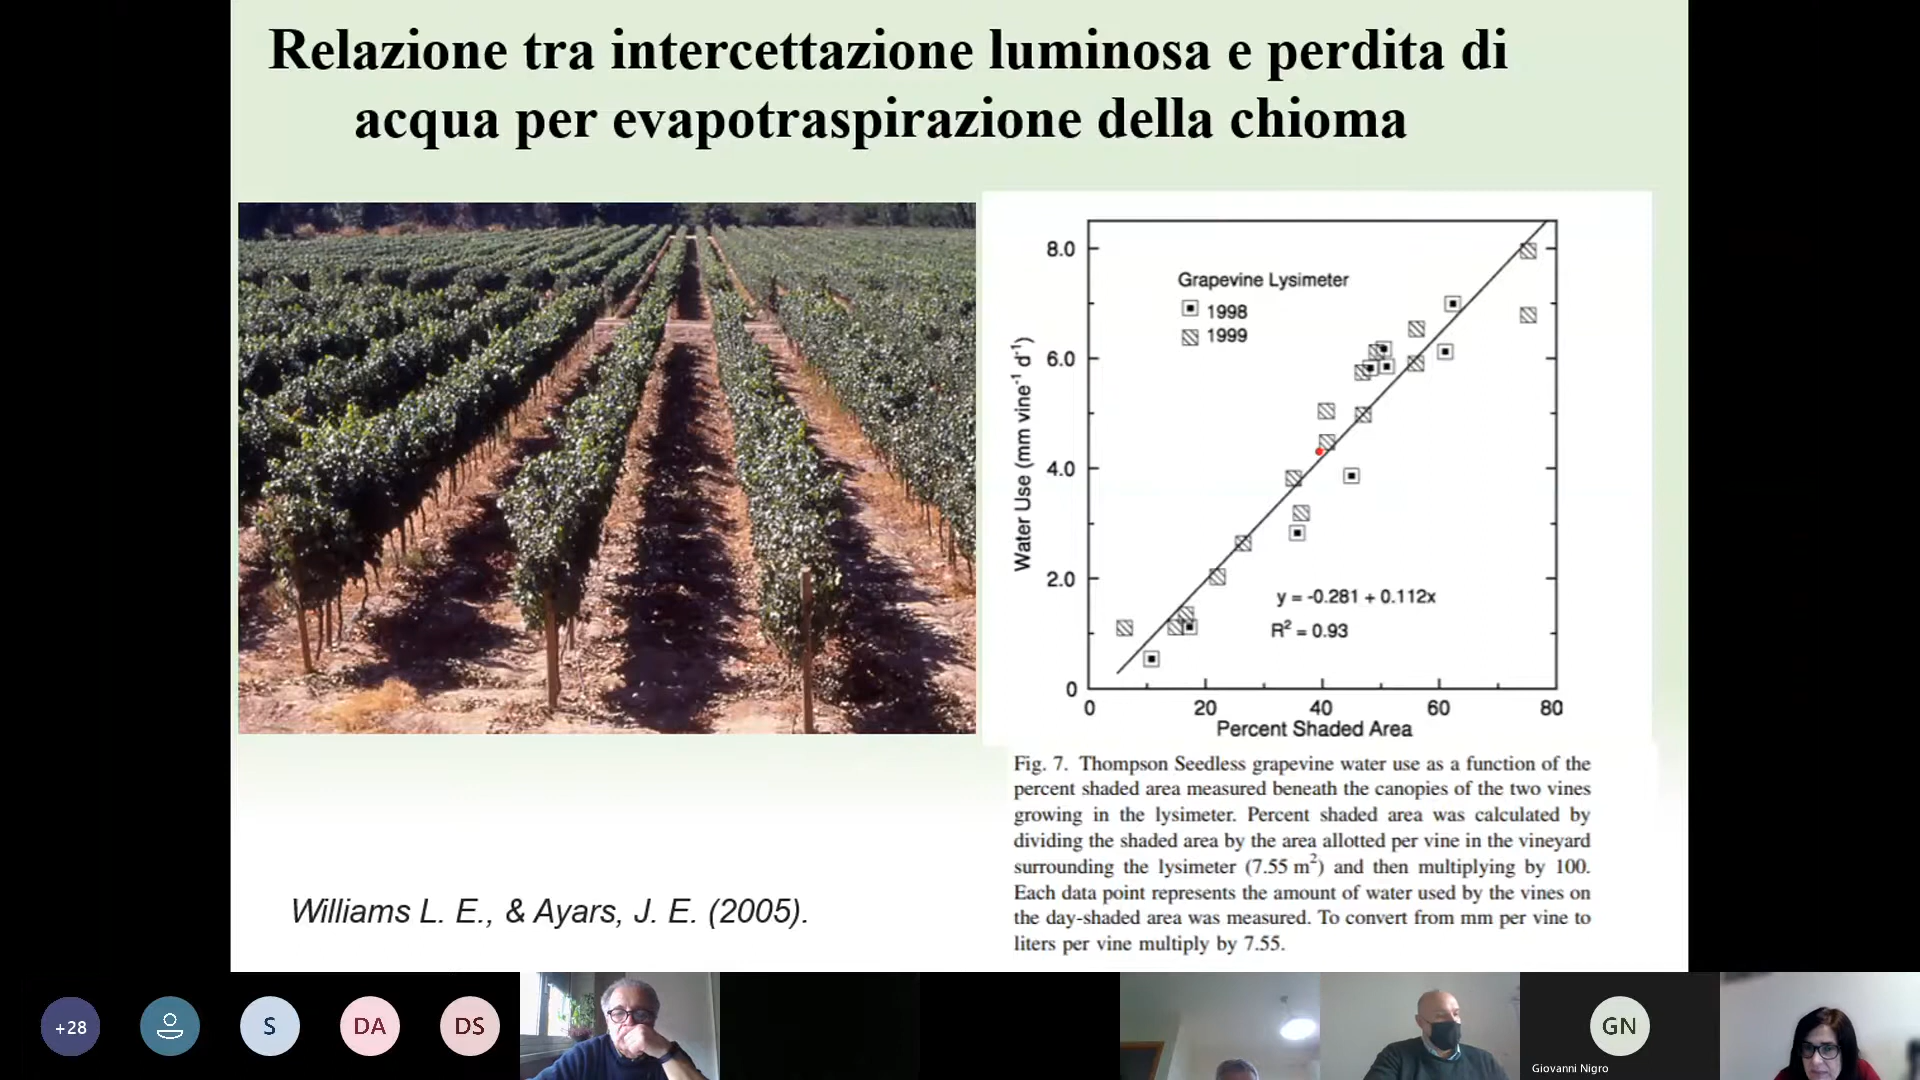 Relazione tra intercettazione luminosa e perdita di
acqua per evapotraspirazione della chioma
Grapevine Lysimeter
1998
1999
8.0
6.0
4.0
2.0
0
Water Use (mm vine⁻¹ d⁻¹)
y = -0.281 + 0.112x
R² = 0.93
0 20 40 60 80
Percent Shaded Area
Fig. 7. Thompson Seedless grapevine water use as a function of the
percent shaded area measured beneath the canopies of the two vines
growing in the lysimeter. Percent shaded area was calculated by
dividing the shaded area by the area allotted per vine in the vineyard
surrounding the lysimeter (7.55 m²) and then multiplying by 100.
Each data point represents the amount of water used by the vines on
the day-shaded area was measured. To convert from mm per vine to
liters per vine multiply by 7.55.
Williams L. E., & Ayars, J. E. (2005).
+28
S
DA
DS
GN
Giovanni Nigro